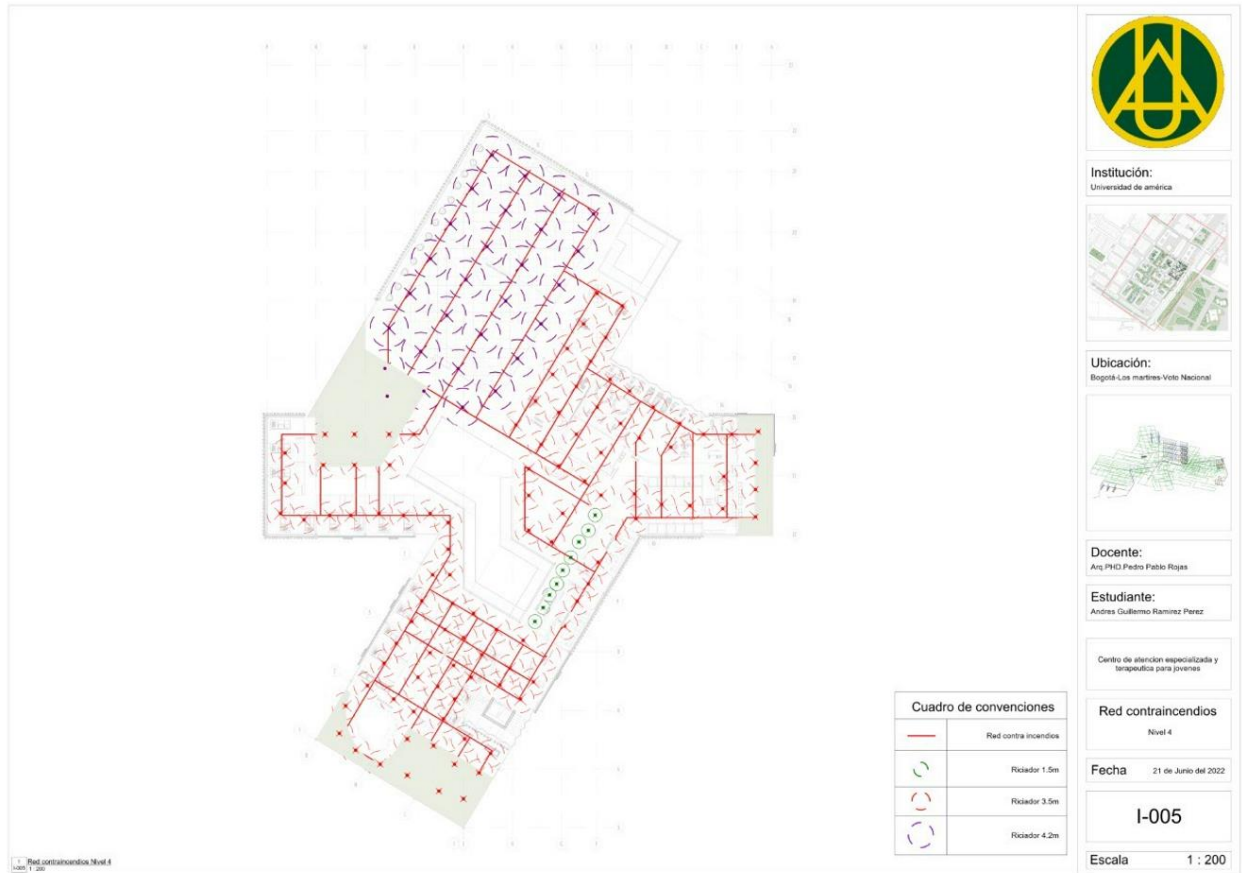 Institución:
Universidad de américa
Ubicación:
Bogotá-Los martires-Voto Nacional
Docente:
Arq.PHD.Pedro Pablo Rojas
Estudiante:
Andres Guillermo Ramirez Perez
Centro de atencion especializada y
terapeutica para jovenes
Red contraincendios
Nivel 4
Fecha 21 de Junio del 2022
I-005
Escala 1 : 200
Cuadro de convenciones
Red contra incendios
Riciador 1.5m
Riciador 3.5m
Riciador 4.2m
1 Red contraincendios Nivel 4
I-005 1 : 200